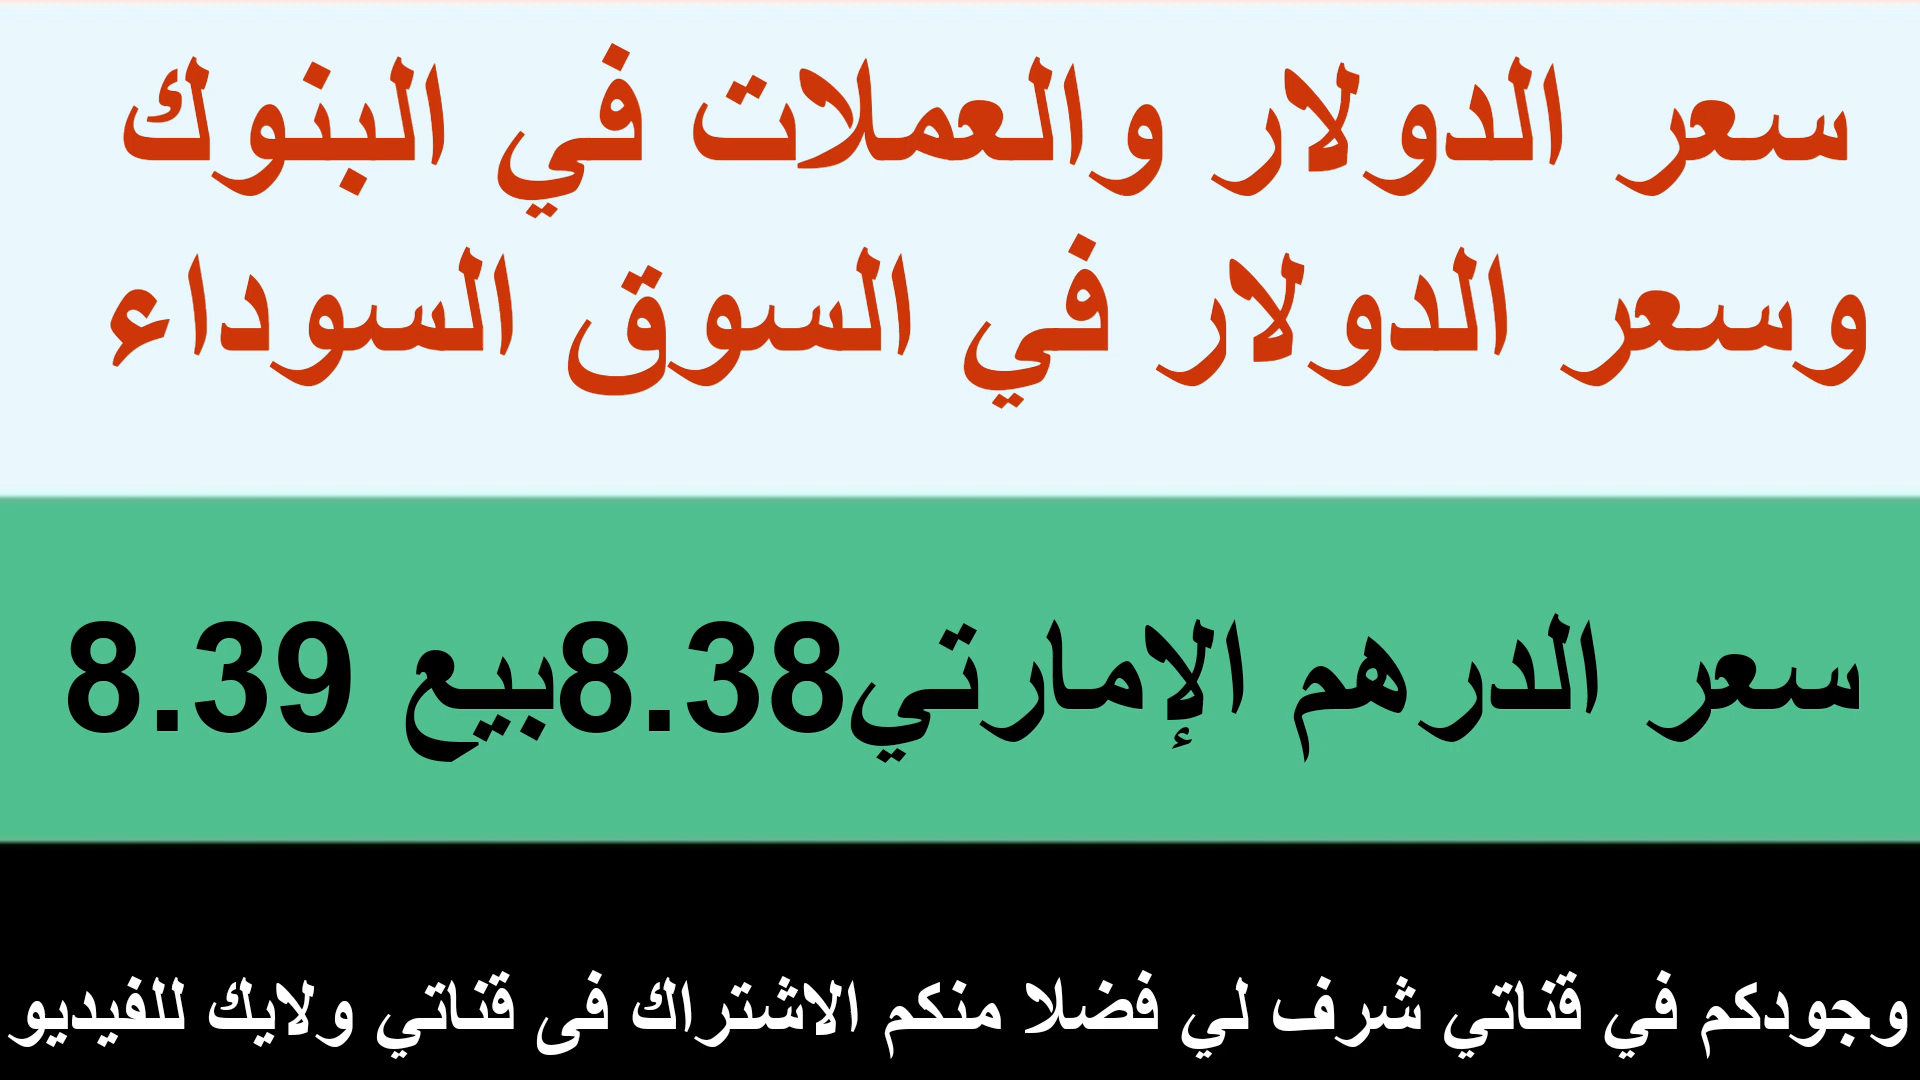 سعر الدولار والعملات في البنوك
وسعر الدولار في السوق السوداء
سعر الدرهم الإمارتي8.38بيع 8.39
وجودكم في قناتي شرف لي فضلا منكم الاشتراك فى قناتي ولايك للفيديو